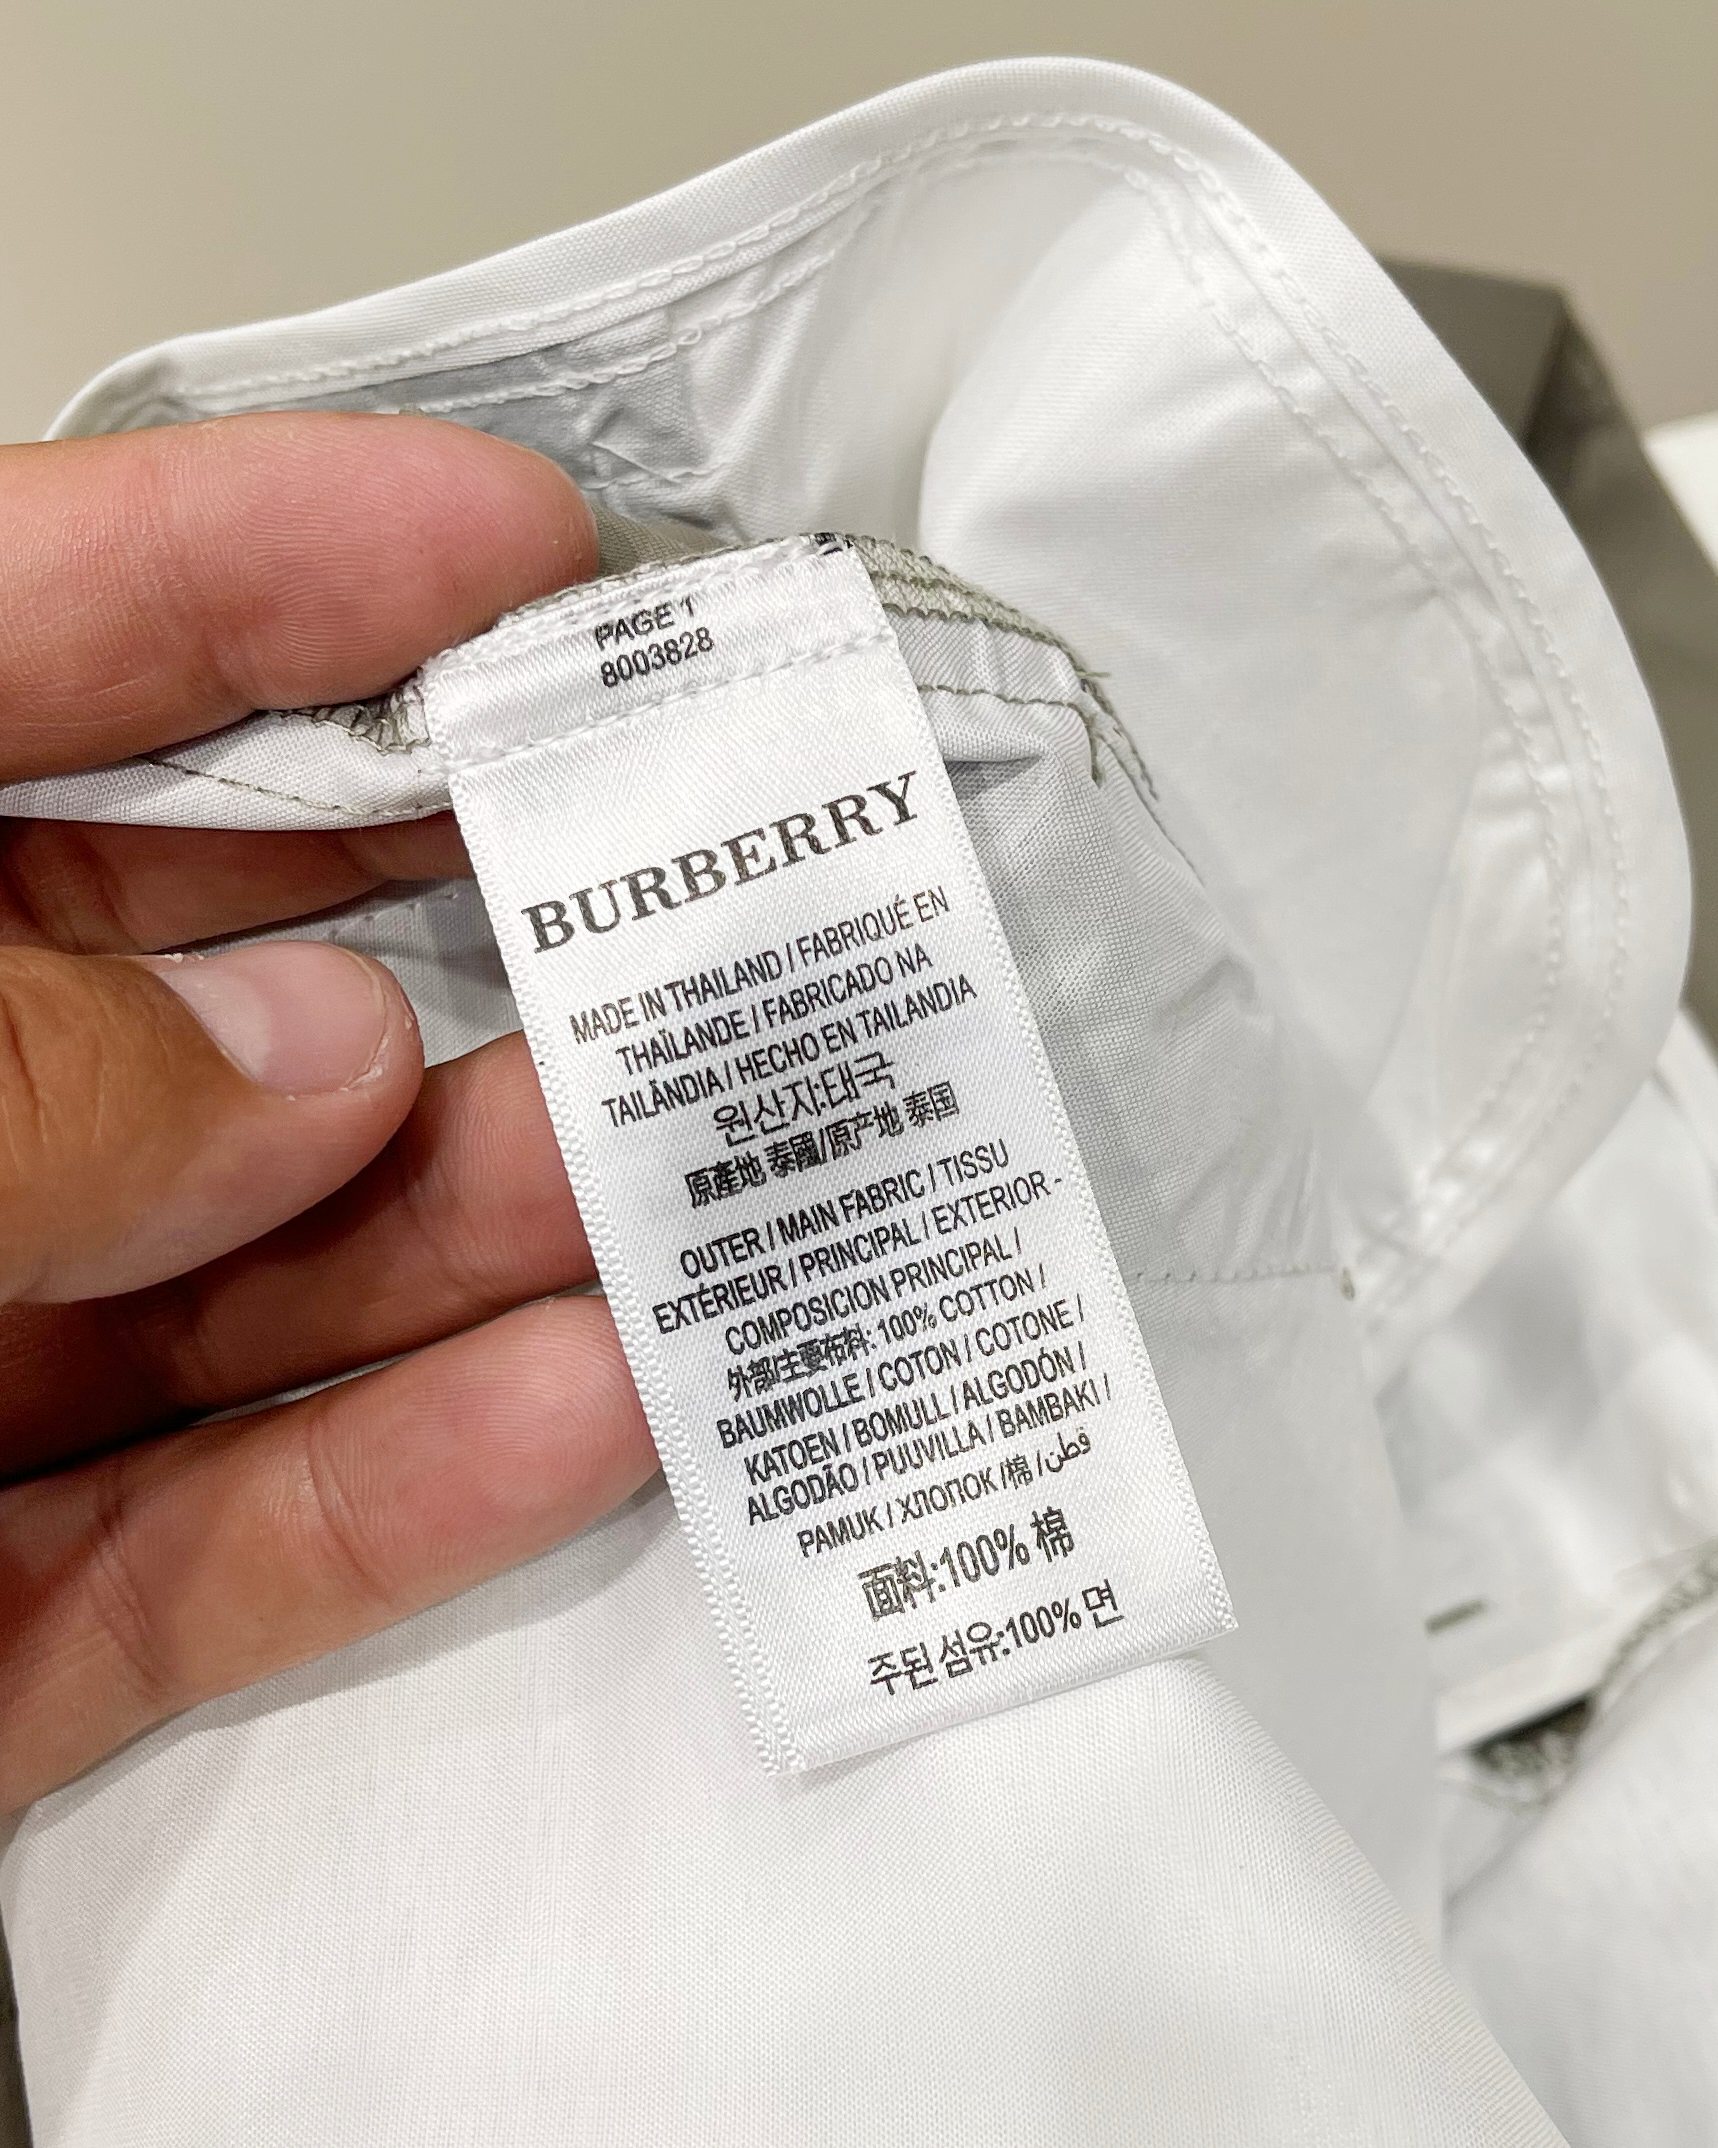 PAGE 1
8003828
BURBERRY
MADE IN THAILAND / FABRIQUÉ EN
THAÏLANDE / FABRICADO NA
TAILÂNDIA / HECHO EN TAILANDIA
원산지:태국
原產地 泰國/原产地 泰国
OUTER / MAIN FABRIC / TISSU
EXTÉRIEUR / PRINCIPAL / EXTERIOR -
COMPOSICION PRINCIPAL /
外部/主要布料: 100% COTTON /
BAUMWOLLE / COTON / COTONE /
KATOEN / BOMULL / ALGODÓN /
ALGODÃO / PUUVILLA / BAMBAKI /
PAMUK / ХЛОПОК /棉 / قطن
面料:100% 棉
주된 섬유:100% 면